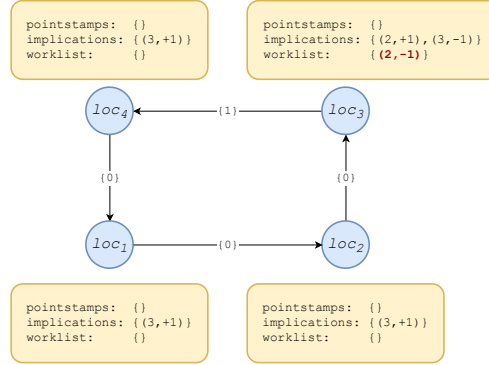 pointstamps: {}
implications: {(3,+1)}
worklist: {}
pointstamps: {}
implications: {(2,+1),(3,-1)}
worklist: {(2,-1)}
loc4
{1}
loc3
{0}
{0}
loc1
{0}
loc2
pointstamps: {}
implications: {(3,+1)}
worklist: {}
pointstamps: {}
implications: {(3,+1)}
worklist: {}